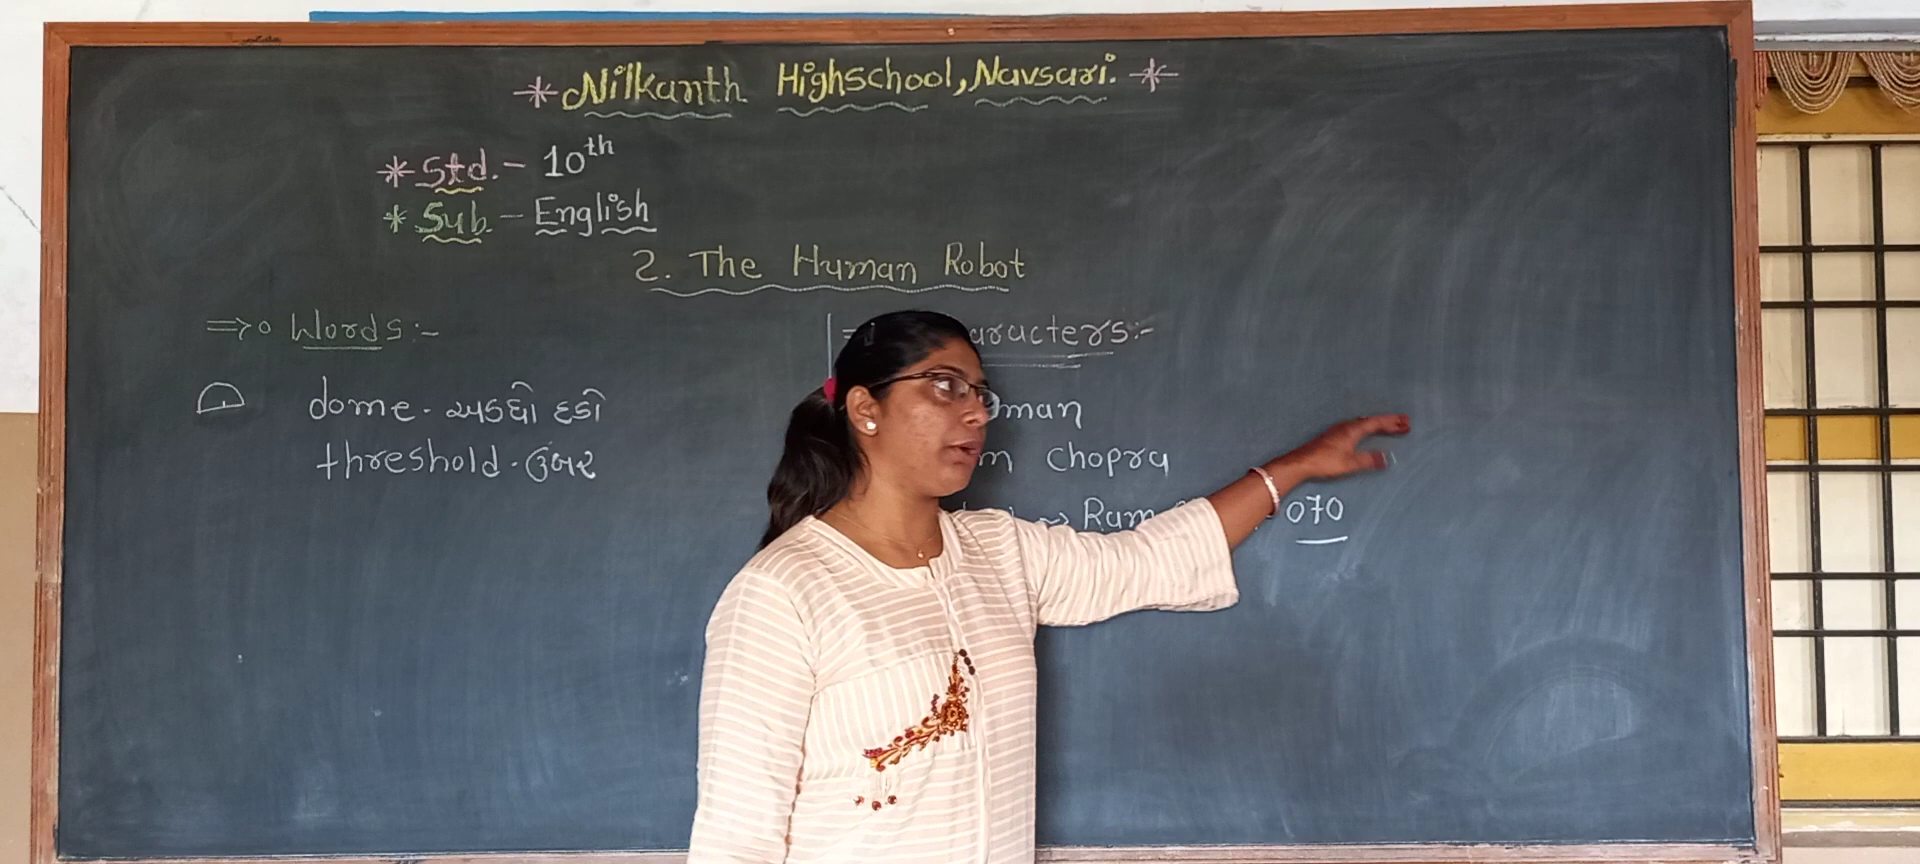 * Nilkanth Highschool, Navsari. *
* Std. - 10th
* Sub. - English
2. The Human Robot
⇒ Words :-
dome - અડધો દડો
threshold - ઉંબર
aracters :-
man
m chopra
→ Ram 070